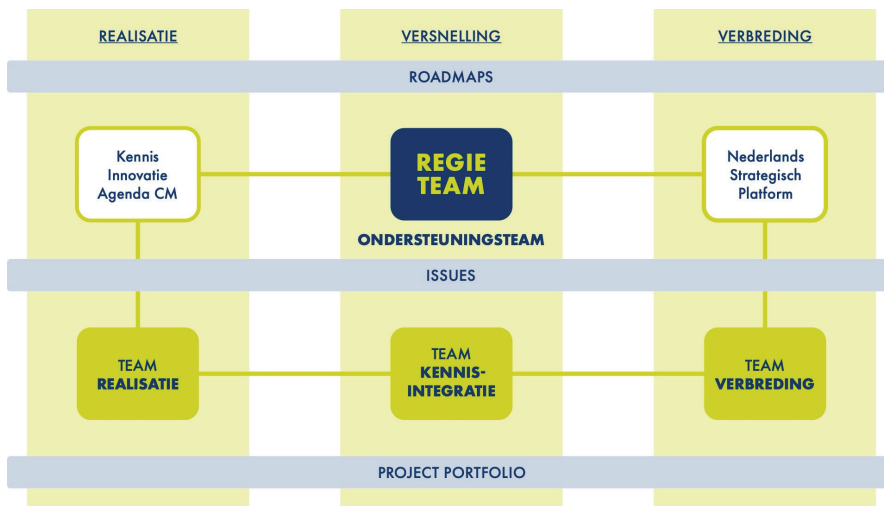 REALISATIE
VERSNELLING
VERBREDING
ROADMAPS
Kennis
Innovatie
Agenda CM
REGIE
TEAM
Nederlands
Strategisch
Platform
ONDERSTEUNINGSTEAM
ISSUES
TEAM
REALISATIE
TEAM
KENNIS-
INTEGRATIE
TEAM
VERBREDING
PROJECT PORTFOLIO